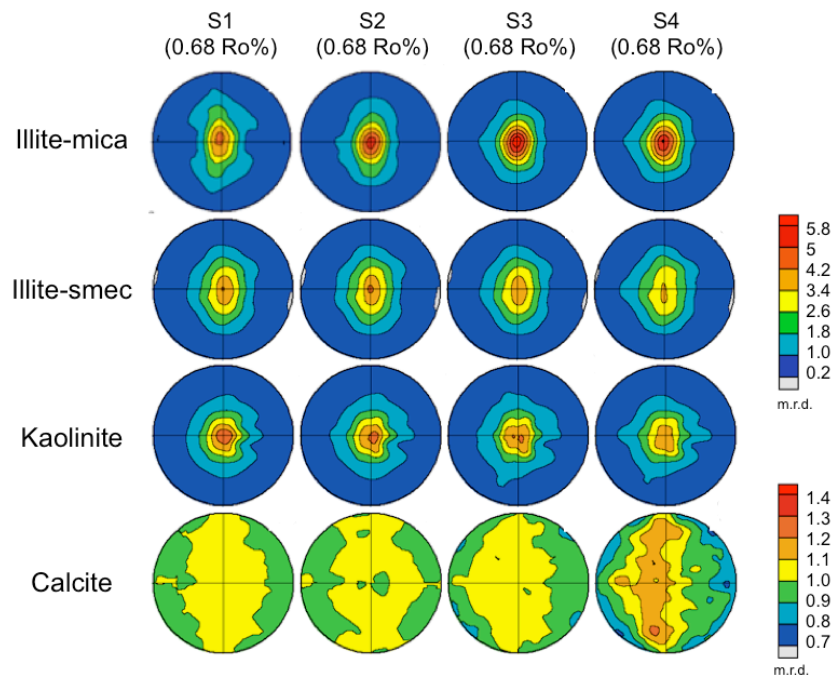 S1 S2 S3 S4
(0.68 Ro%) (0.68 Ro%) (0.68 Ro%) (0.68 Ro%)
Illite-mica
Illite-smec
5.8
5
4.2
3.4
2.6
1.8
1.0
0.2
m.r.d.
Kaolinite
Calcite
1.4
1.3
1.2
1.1
1.0
0.9
0.8
0.7
m.r.d.